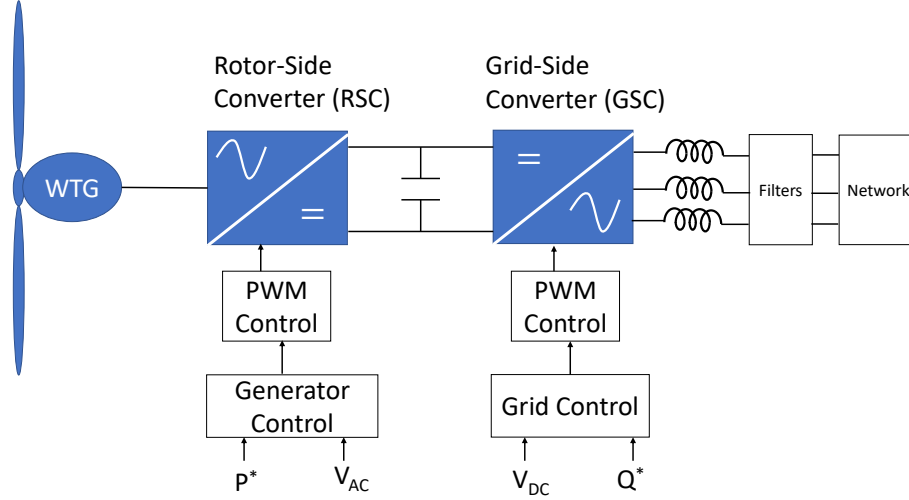 Rotor-Side
Converter (RSC)
Grid-Side
Converter (GSC)
WTG
Filters
Network
PWM
Control
PWM
Control
Generator
Control
Grid Control
P*
VAC
VDC
Q*